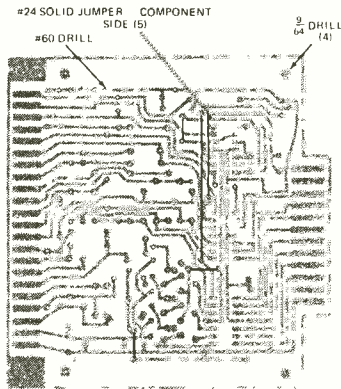 #24 SOLID JUMPER COMPONENT
SIDE (5)
#60 DRILL
9/64 DRILL
(4)